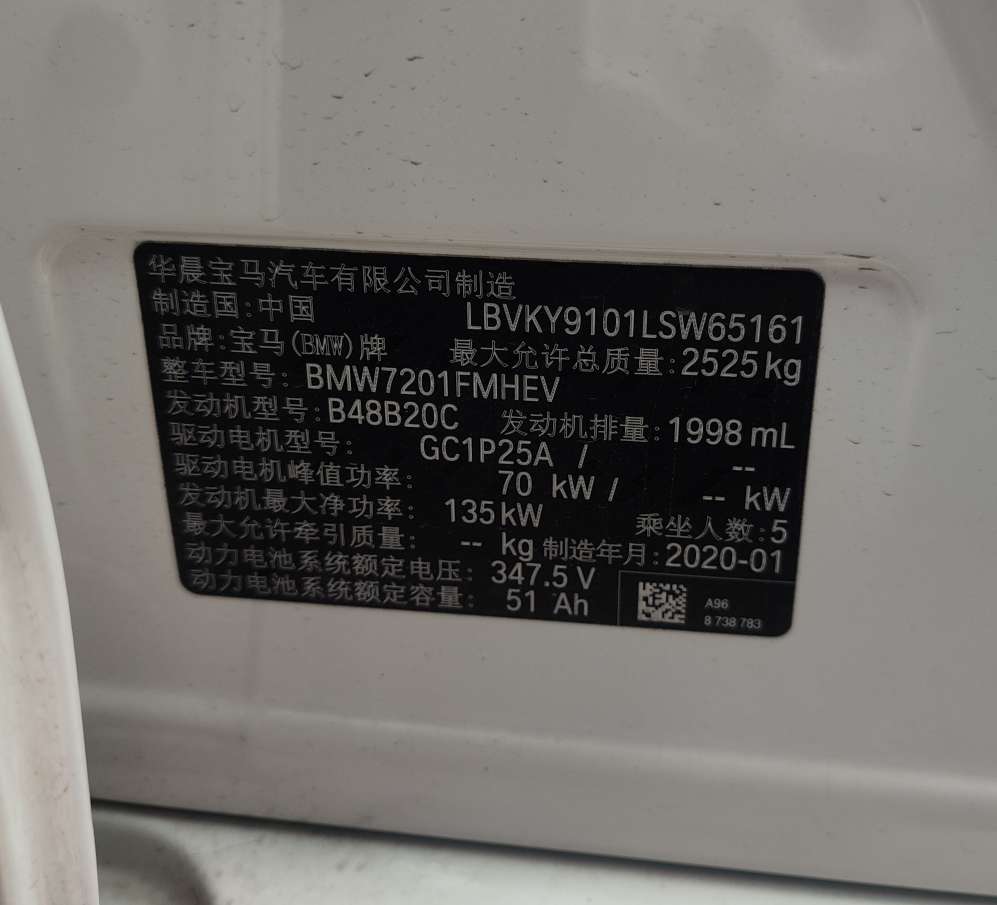 华晨宝马汽车有限公司制造
制造国:中国 LBVKY9101LSW65161
品牌:宝马(BMW)牌 最大允许总质量:2525kg
整车型号: BMW7201FMHEV
发动机型号:B48B20C 发动机排量:1998 mL
驱动电机型号: GC1P25A / --
驱动电机峰值功率: 70 kW / -- kW
发动机最大净功率: 135kW 乘坐人数:5
最大允许牵引质量: -- kg 制造年月:2020-01
动力电池系统额定电压: 347.5 V
动力电池系统额定容量: 51 Ah
A96
8 738 783